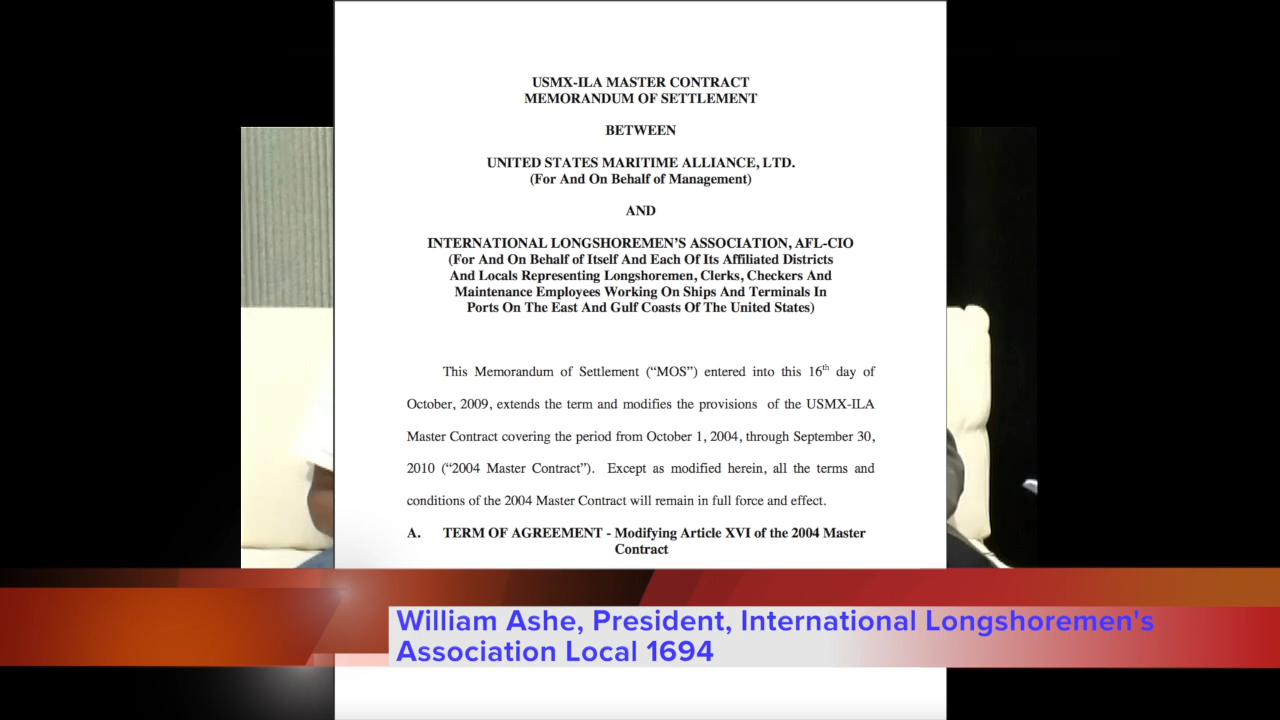 USMX-ILA MASTER CONTRACT
MEMORANDUM OF SETTLEMENT
BETWEEN
UNITED STATES MARITIME ALLIANCE, LTD.
(For And On Behalf of Management)
AND
INTERNATIONAL LONGSHOREMEN’S ASSOCIATION, AFL-CIO
(For And On Behalf of Itself And Each Of Its Affiliated Districts
And Locals Representing Longshoremen, Clerks, Checkers And
Maintenance Employees Working On Ships And Terminals In
Ports On The East And Gulf Coasts Of The United States)
This Memorandum of Settlement (“MOS”) entered into this 16th day of
October, 2009, extends the term and modifies the provisions of the USMX-ILA
Master Contract covering the period from October 1, 2004, through September 30,
2010 (“2004 Master Contract”). Except as modified herein, all the terms and
conditions of the 2004 Master Contract will remain in full force and effect.
A. TERM OF AGREEMENT - Modifying Article XVI of the 2004 Master
Contract
William Ashe, President, International Longshoremen's
Association Local 1694